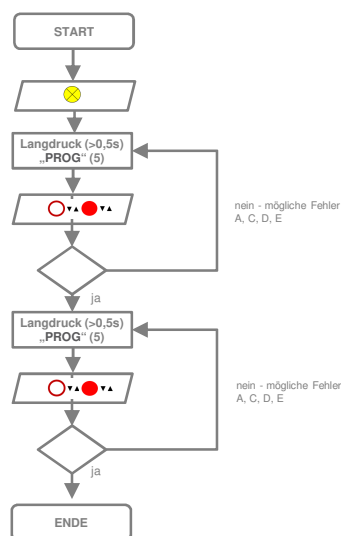 START
Langdruck (>0,5s)
„PROG“ (5)
nein - mögliche Fehler
A, C, D, E
ja
Langdruck (>0,5s)
„PROG“ (5)
nein - mögliche Fehler
A, C, D, E
ja
ENDE